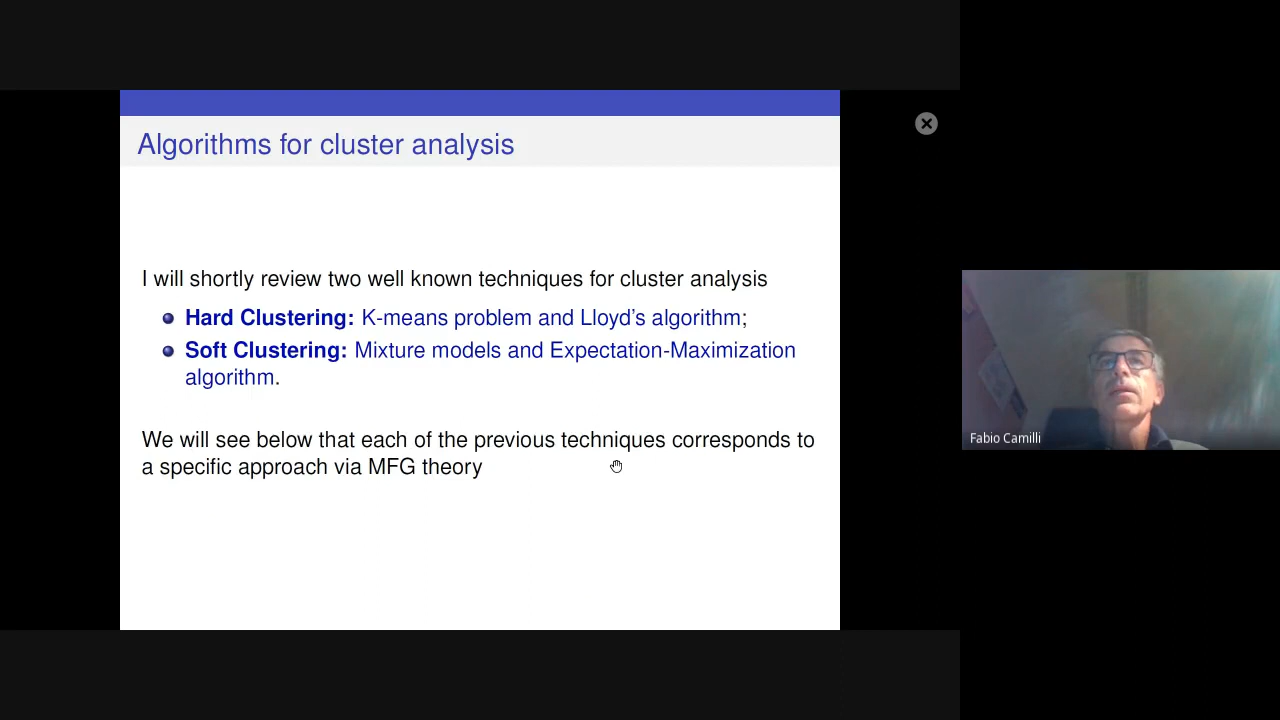 Algorithms for cluster analysis
I will shortly review two well known techniques for cluster analysis
Hard Clustering: K-means problem and Lloyd's algorithm;
Soft Clustering: Mixture models and Expectation-Maximization
algorithm.
We will see below that each of the previous techniques corresponds to
a specific approach via MFG theory
Fabio Camilli